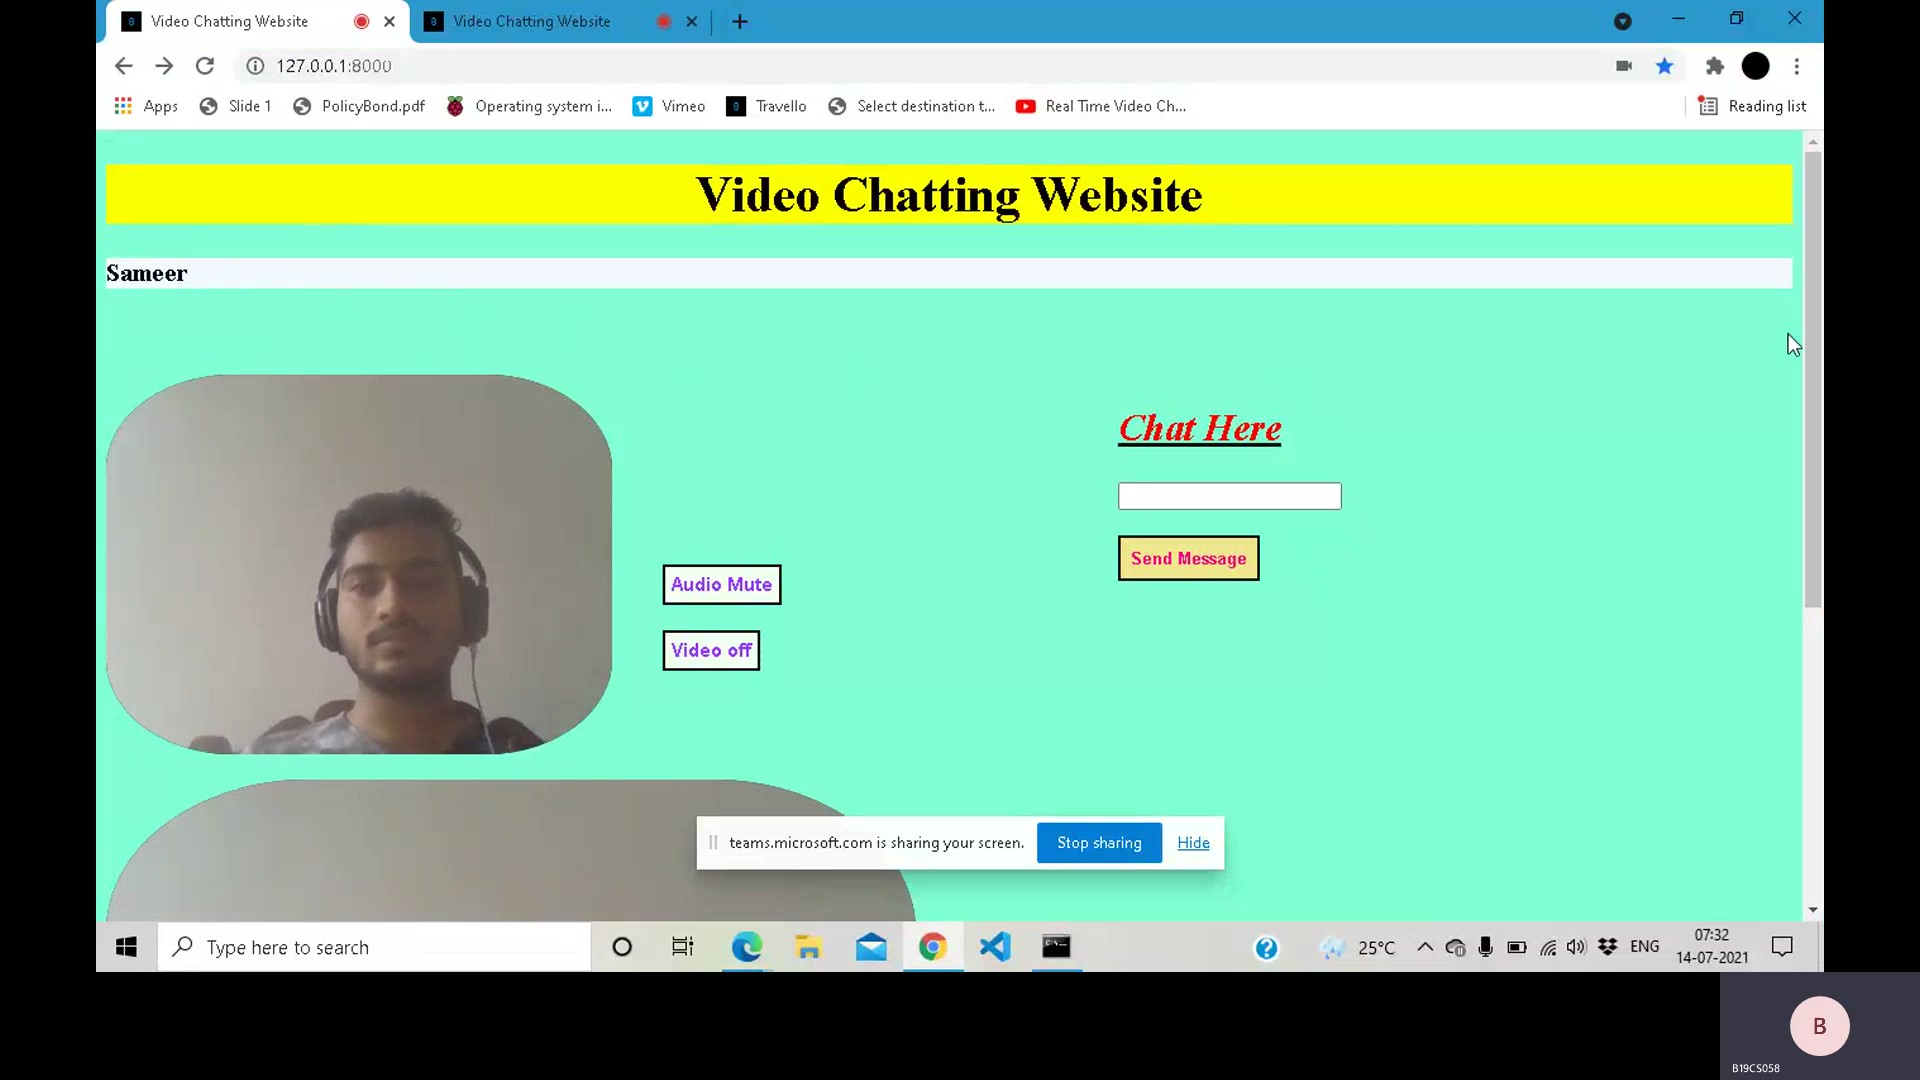 Video Chatting Website
Video Chatting Website
127.0.0.1:8000
Apps
Slide 1
PolicyBond.pdf
Operating system i...
Vimeo
Travello
Select destination t...
Real Time Video Ch...
Reading list
Video Chatting Website
Sameer
Chat Here
Send Message
Audio Mute
Video off
teams.microsoft.com is sharing your screen.
Stop sharing
Hide
Type here to search
25°C
ENG
07:32
14-07-2021
B
B19CS058